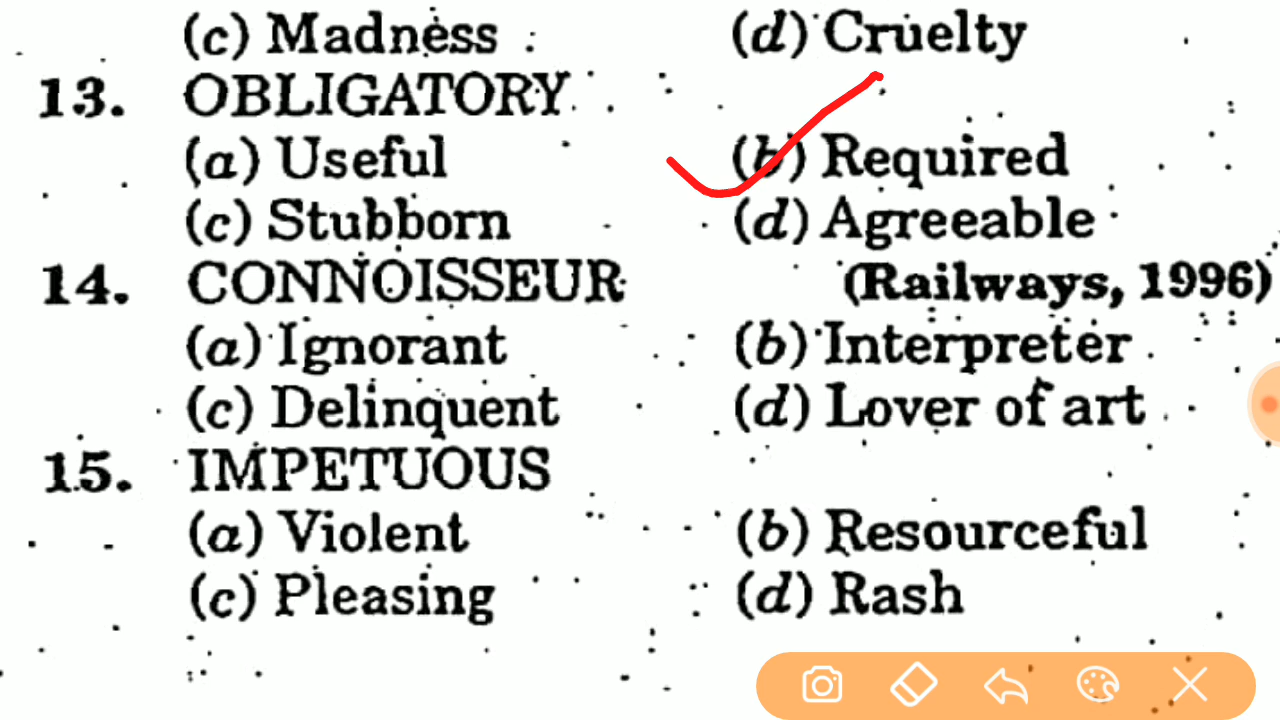 (c) Madness (d) Cruelty
13. OBLIGATORY
(a) Useful (b) Required
(c) Stubborn (d) Agreeable
14. CONNOISSEUR (Railways, 1996)
(a) Ignorant (b) Interpreter
(c) Delinquent (d) Lover of art
15. IMPETUOUS
(a) Violent (b) Resourceful
(c) Pleasing (d) Rash